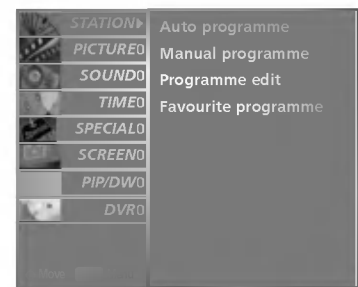 STATION
PICTURE
SOUND
TIME
SPECIAL
SCREEN
PIP/DW
DVR
Move
Auto programme
Manual programme
Programme edit
Favourite programme